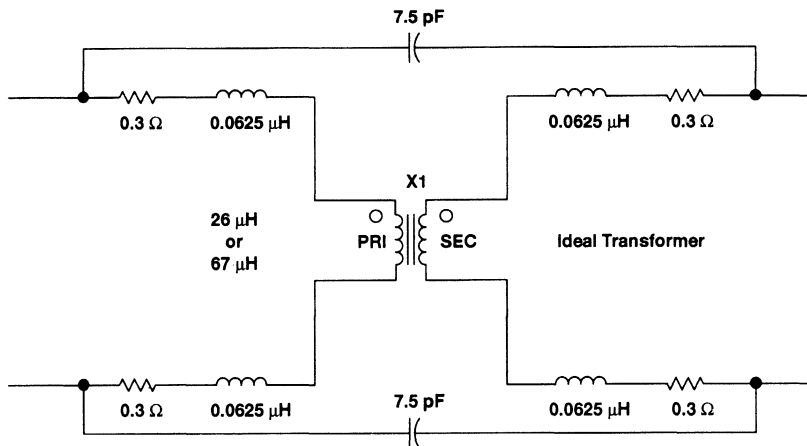 7.5 pF
0.3 Ω
0.0625 μH
0.0625 μH
0.3 Ω
X1
26 μH
or
67 μH
PRI
SEC
Ideal Transformer
0.3 Ω
0.0625 μH
7.5 pF
0.0625 μH
0.3 Ω